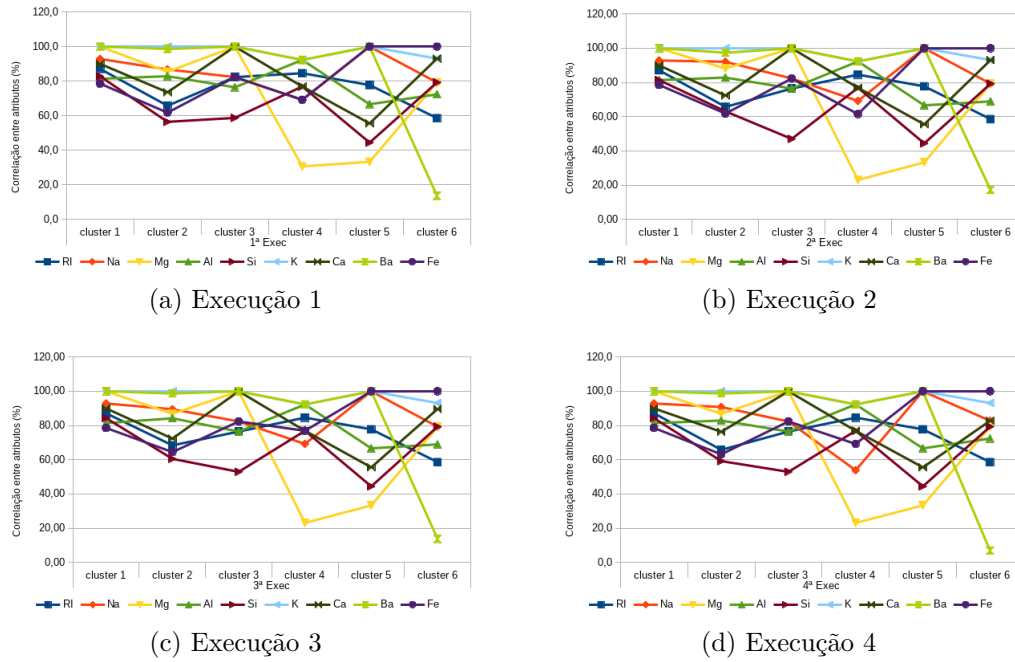 120,0
100,0
80,0
60,0
40,0
20,0
0,0
Correlação entre atributos (%)
cluster 1 cluster 2 cluster 3 cluster 4 cluster 5 cluster 6
1ª Exec
RI Na Mg Al Si K Ca Ba Fe
(a) Execução 1
120,00
100,00
80,00
60,00
40,00
20,00
0,00
Correlação entre atributos (%)
cluster 1 cluster 2 cluster 3 cluster 4 cluster 5 cluster 6
2ª Exec
RI Na Mg Al Si K Ca Ba Fe
(b) Execução 2
120,00
100,00
80,00
60,00
40,00
20,00
0,00
Correlação entre atributos (%)
cluster 1 cluster 2 cluster 3 cluster 4 cluster 5 cluster 6
3ª Exec
RI Na Mg Al Si K Ca Ba Fe
(c) Execução 3
120,0
100,0
80,0
60,0
40,0
20,0
0,0
Correlação entre atributos (%)
cluster 1 cluster 2 cluster 3 cluster 4 cluster 5 cluster 6
4ª Exec
RI Na Mg Al Si K Ca Ba Fe
(d) Execução 4